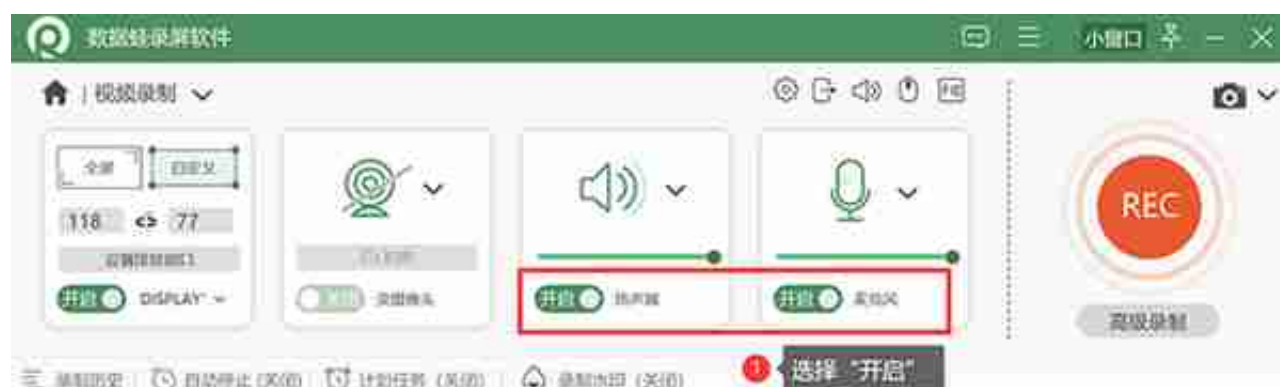 数据蛙录屏软件
小窗口
视频录制
全屏 自定义
118 77
开启 DISPLAY
开启 扬声器
开启 麦克风
REC
高级录制
录制历史 自动停止 (关闭) 计划任务 (关闭) 录制水印 (关闭)
1 选择 “开启”